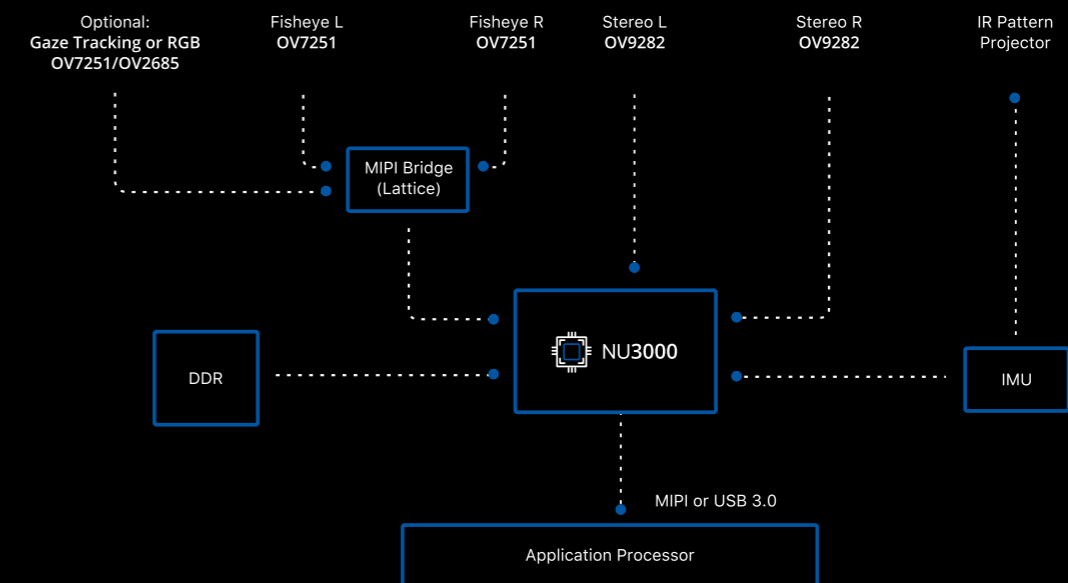 Optional:
Gaze Tracking or RGB
OV7251/OV2685
Fisheye L
OV7251
Fisheye R
OV7251
Stereo L
OV9282
Stereo R
OV9282
IR Pattern
Projector
MIPI Bridge
(Lattice)
NU3000
DDR
IMU
MIPI or USB 3.0
Application Processor